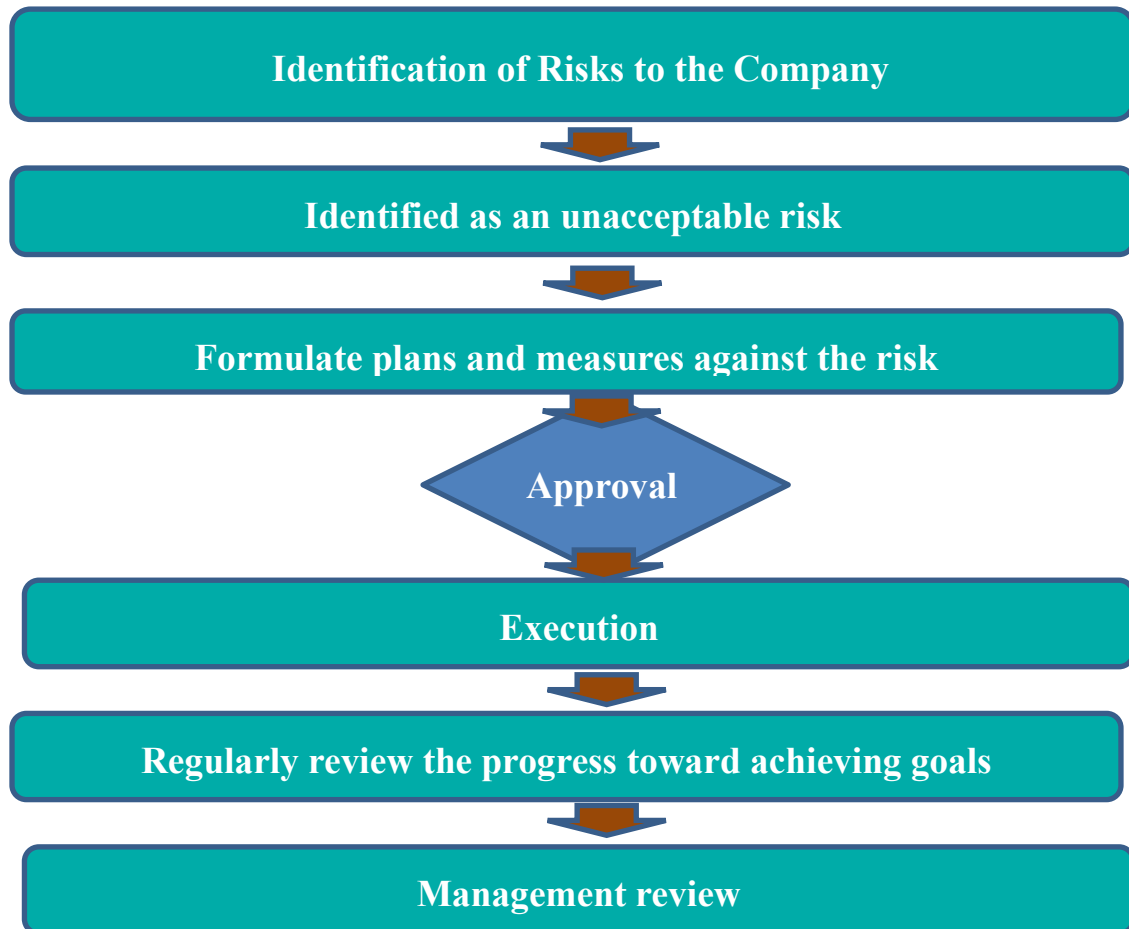 Identification of Risks to the Company
Identified as an unacceptable risk
Formulate plans and measures against the risk
Approval
Execution
Regularly review the progress toward achieving goals
Management review